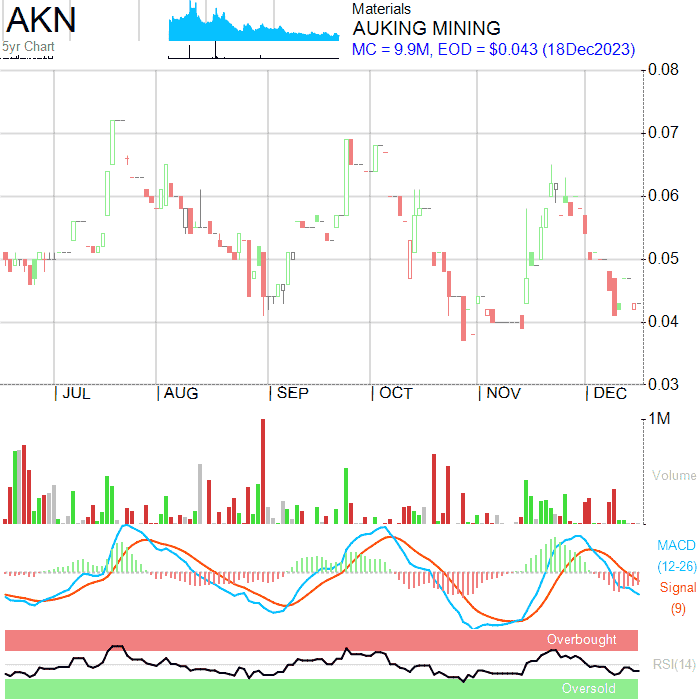 AKN
5yr Chart
Materials
AUKING MINING
MC = 9.9M, EOD = $0.043 (18Dec2023)
0.08
0.07
0.06
0.05
0.04
0.03
JUL
AUG
SEP
OCT
NOV
DEC
1M
Volume
MACD
(12-26)
Signal
(9)
Overbought
RSI(14)
Oversold